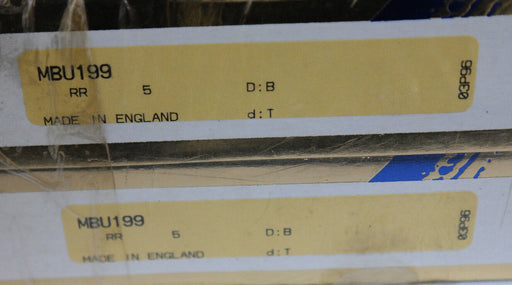 MBU199
RR 5 D:B
MADE IN ENGLAND d:T
03P96
MBU199
RR 5 D:B
MADE IN ENGLAND d:T
03P96